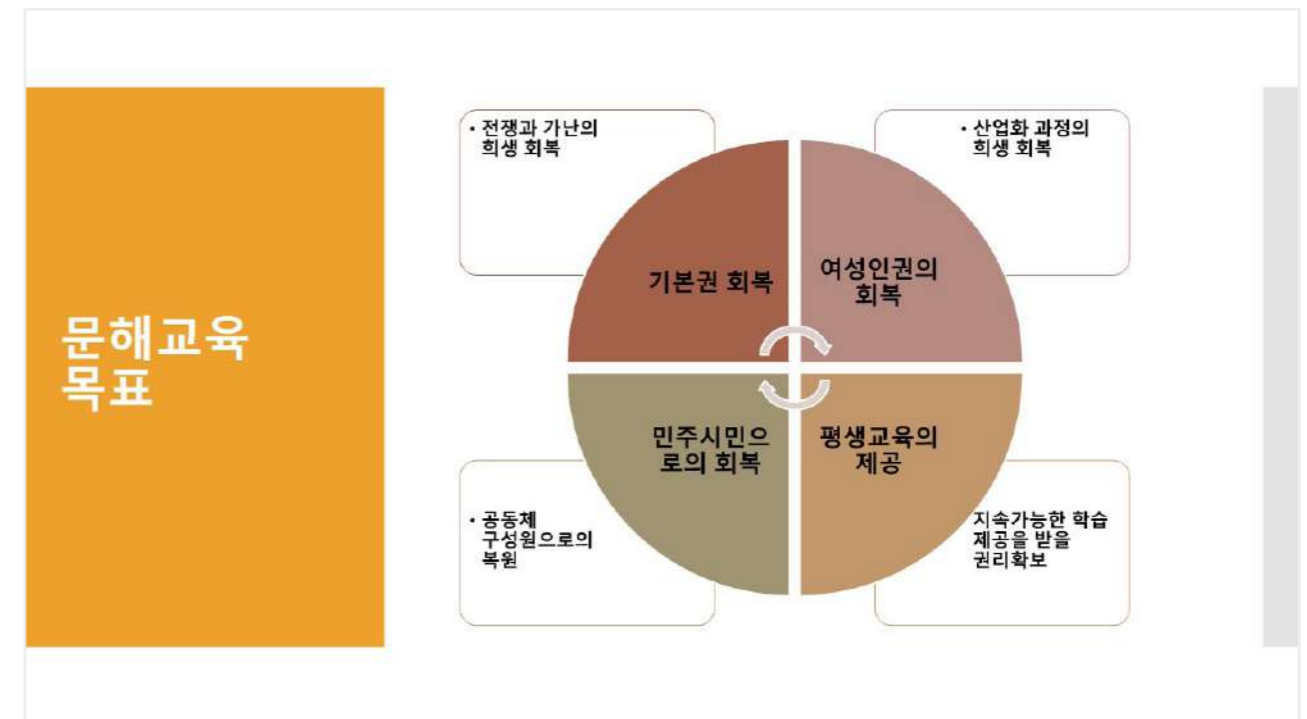 문해교육
목표
• 전쟁과 가난의
희생 회복
• 산업화 과정의
희생 회복
기본권 회복
여성인권의
회복
민주시민으
로의 회복
평생교육의
제공
• 공동체
구성원으로의
복원
지속가능한 학습
제공을 받을
권리확보